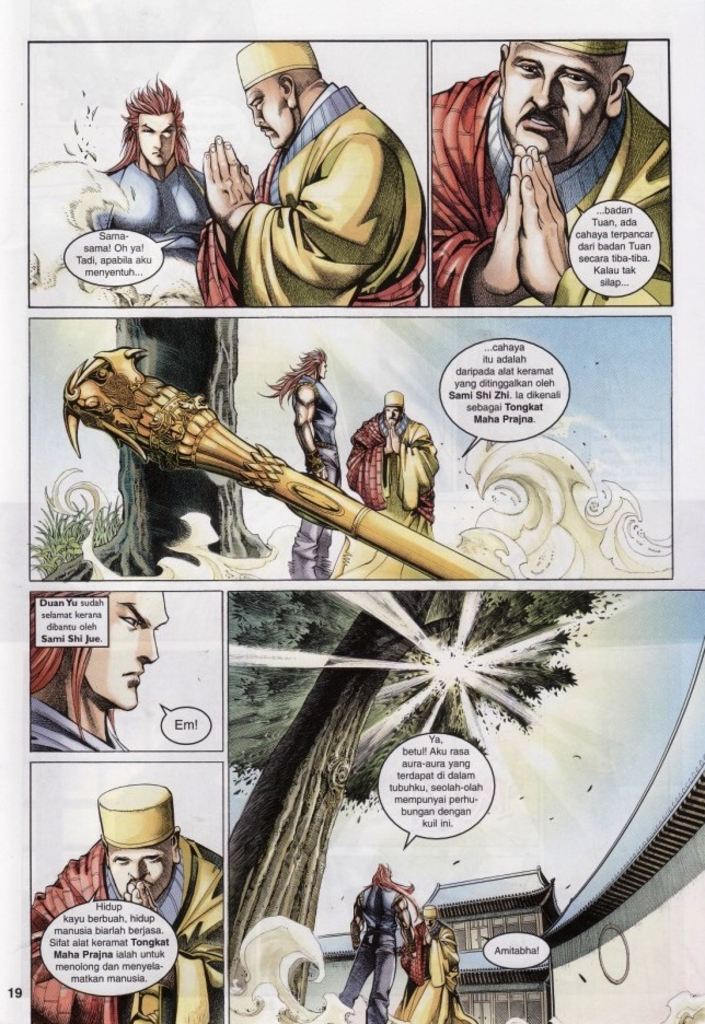 Sama-
sama! Oh ya!
Tadi, apabila aku
menyentuh...
...badan
Tuan, ada
cahaya terpancar
dari badan Tuan
secara tiba-tiba.
Kalau tak
silap...
...cahaya
itu adalah
daripada alat keramat
yang ditinggalkan oleh
Sami Shi Zhi. Ia dikenali
sebagai Tongkat
Maha Prajna.
Duan Yu sudah
selamat kerana
dibantu oleh
Sami Shi Jue.
Em!
Hidup
kayu berbuah, hidup
manusia biarlah berjasa.
Sifat alat keramat Tongkat
Maha Prajna ialah untuk
menolong dan menyela-
matkan manusia.
Ya,
betul! Aku rasa
aura-aura yang
terdapat di dalam
tubuhku, seolah-olah
mempunyai perhu-
bungan dengan
kuil ini.
Amitabha!
19